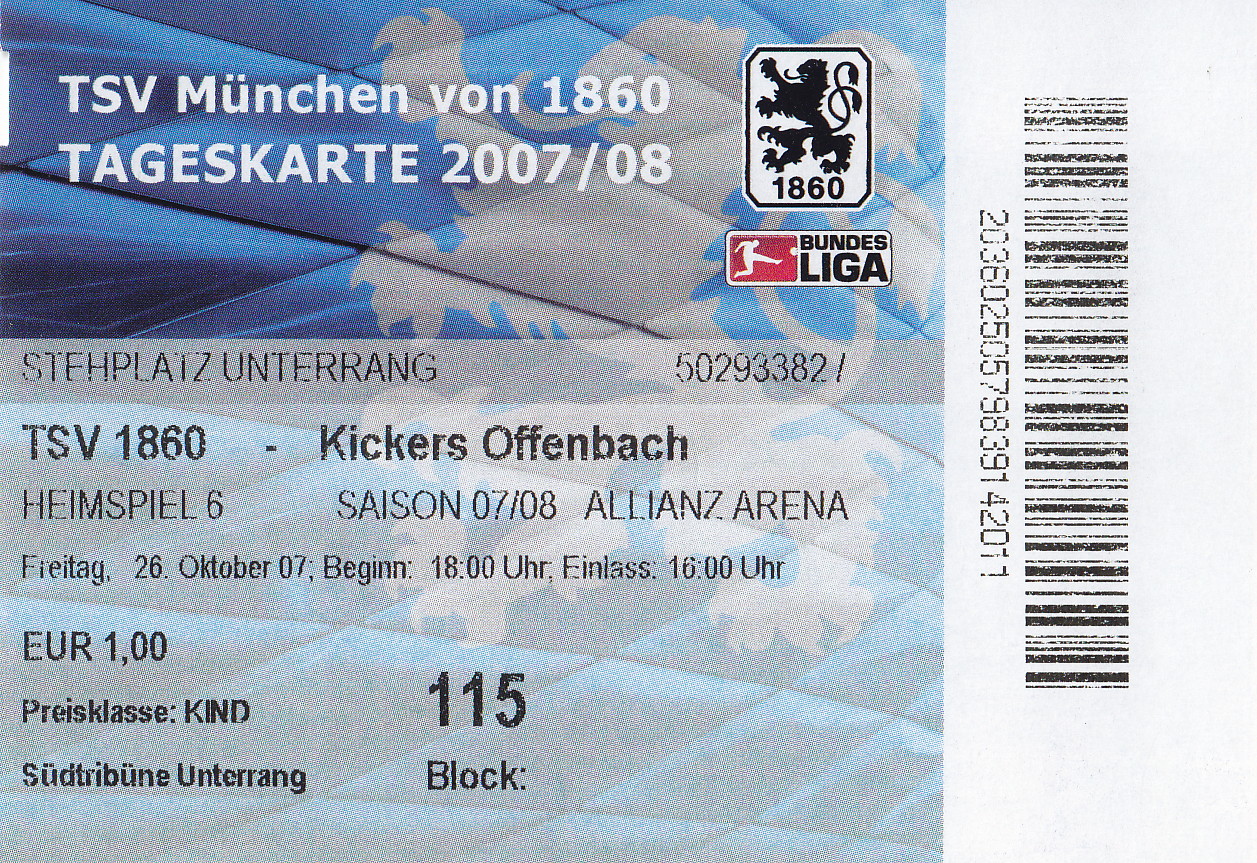 TSV München von 1860
TAGESKARTE 2007/08
1860
BUNDES
LIGA
STEHPLATZ UNTERRANG 50293382 /
TSV 1860 - Kickers Offenbach
HEIMSPIEL 6 SAISON 07/08 ALLIANZ ARENA
Freitag, 26. Oktober 07; Beginn: 18:00 Uhr; Einlass: 16:00 Uhr
EUR 1,00
115
Preisklasse: KIND
Südtribüne Unterrang Block:
2036025057983914201​1